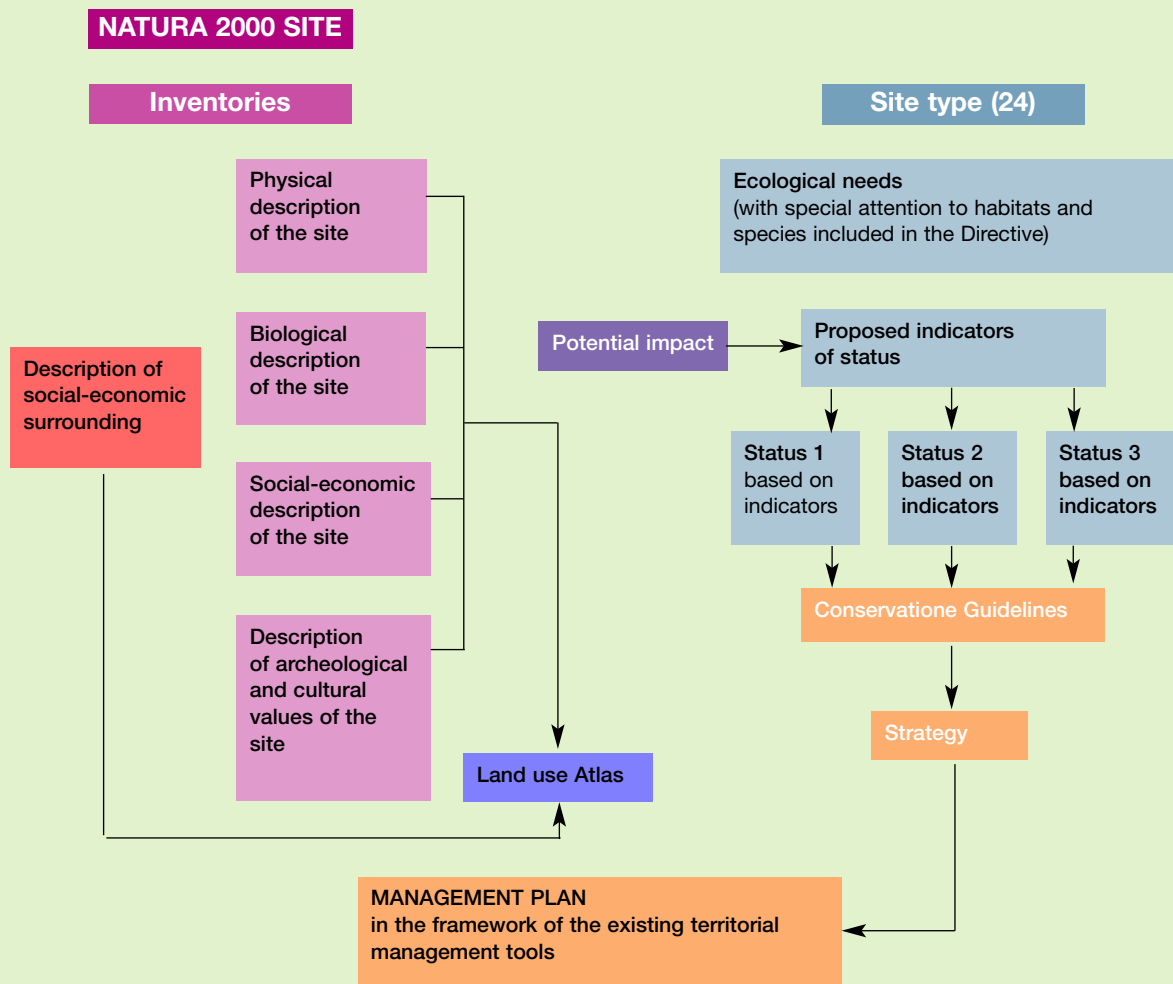 NATURA 2000 SITE
Inventories
Physical
description
of the site
Biological
description
of the site
Description of
social-economic
surrounding
Social-economic
description
of the site
Description
of archeological
and cultural
values of the
site
Land use Atlas
Site type (24)
Ecological needs
(with special attention to habitats and
species included in the Directive)
Potential impact
Proposed indicators
of status
Status 1
based on
indicators
Status 2
based on
indicators
Status 3
based on
indicators
Conservatione Guidelines
Strategy
MANAGEMENT PLAN
in the framework of the existing territorial
management tools